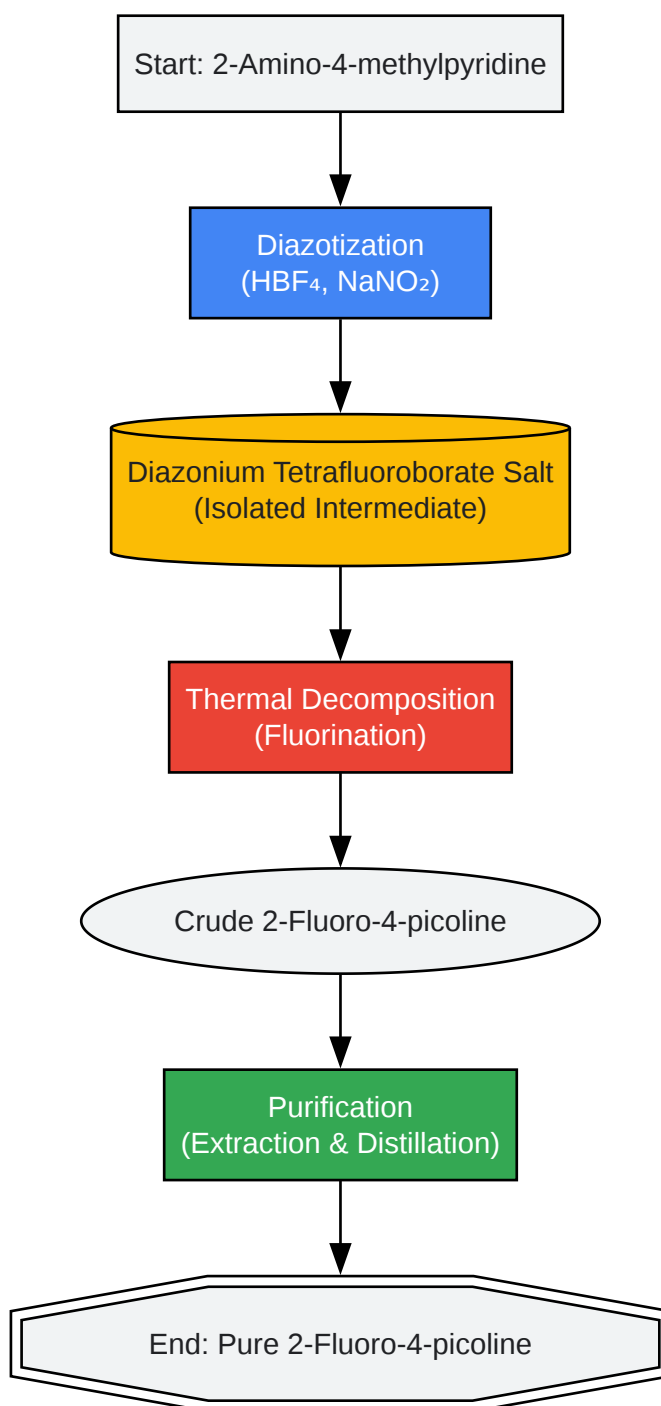 Start: 2-Amino-4-methylpyridine
Diazotization
(HBF₄, NaNO₂)
Diazonium Tetrafluoroborate Salt
(Isolated Intermediate)
Thermal Decomposition
(Fluorination)
Crude 2-Fluoro-4-picoline
Purification
(Extraction & Distillation)
End: Pure 2-Fluoro-4-picoline